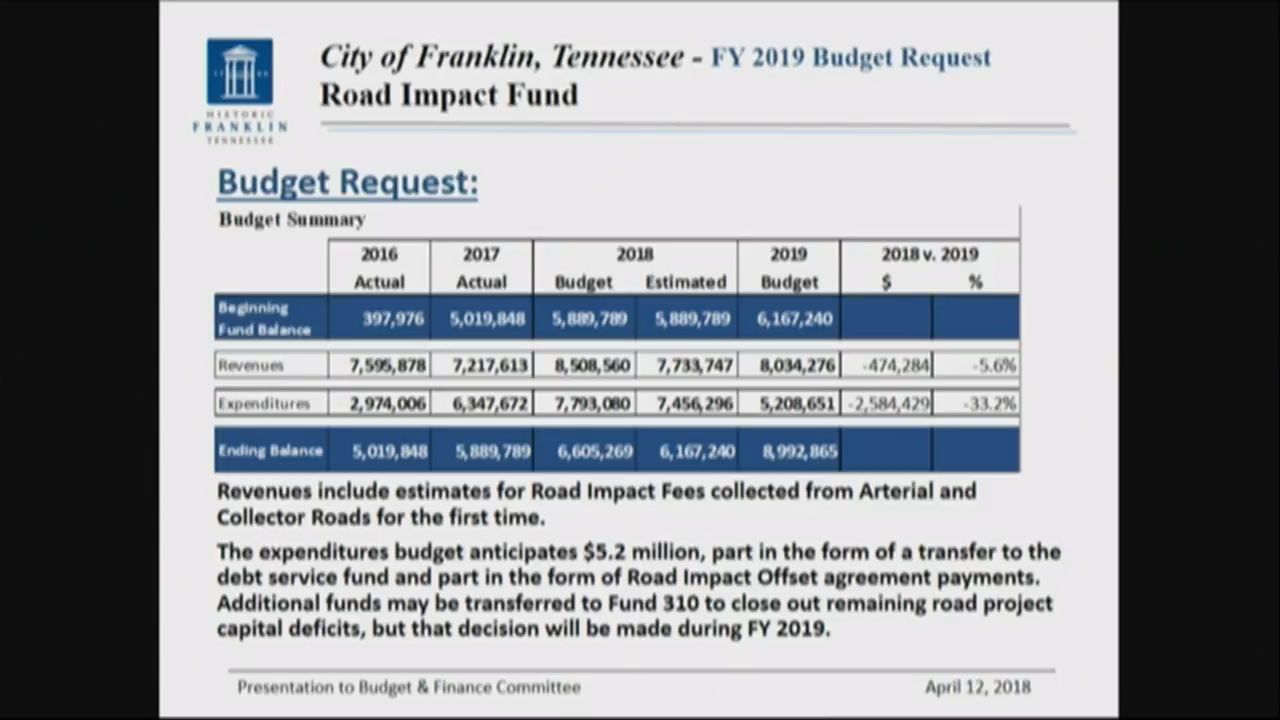 City of Franklin, Tennessee - FY 2019 Budget Request
Road Impact Fund
HISTORIC
FRANKLIN
TENNESSEE
Budget Request:
Budget Summary
2016 2017 2018 2019 2018 v. 2019
Actual Actual Budget Estimated Budget $ %
Beginning
Fund Balance 397,976 5,019,848 5,889,789 5,889,789 6,167,240
Revenues 7,595,878 7,217,613 8,508,560 7,733,747 8,034,276 -474,284 -5.6%
Expenditures 2,974,006 6,347,672 7,793,080 7,456,296 5,208,651 -2,584,429 -33.2%
Ending Balance 5,019,848 5,889,789 6,605,269 6,167,240 8,992,865
Revenues include estimates for Road Impact Fees collected from Arterial and
Collector Roads for the first time.
The expenditures budget anticipates $5.2 million, part in the form of a transfer to the
debt service fund and part in the form of Road Impact Offset agreement payments.
Additional funds may be transferred to Fund 310 to close out remaining road project
capital deficits, but that decision will be made during FY 2019.
Presentation to Budget & Finance Committee April 12, 2018